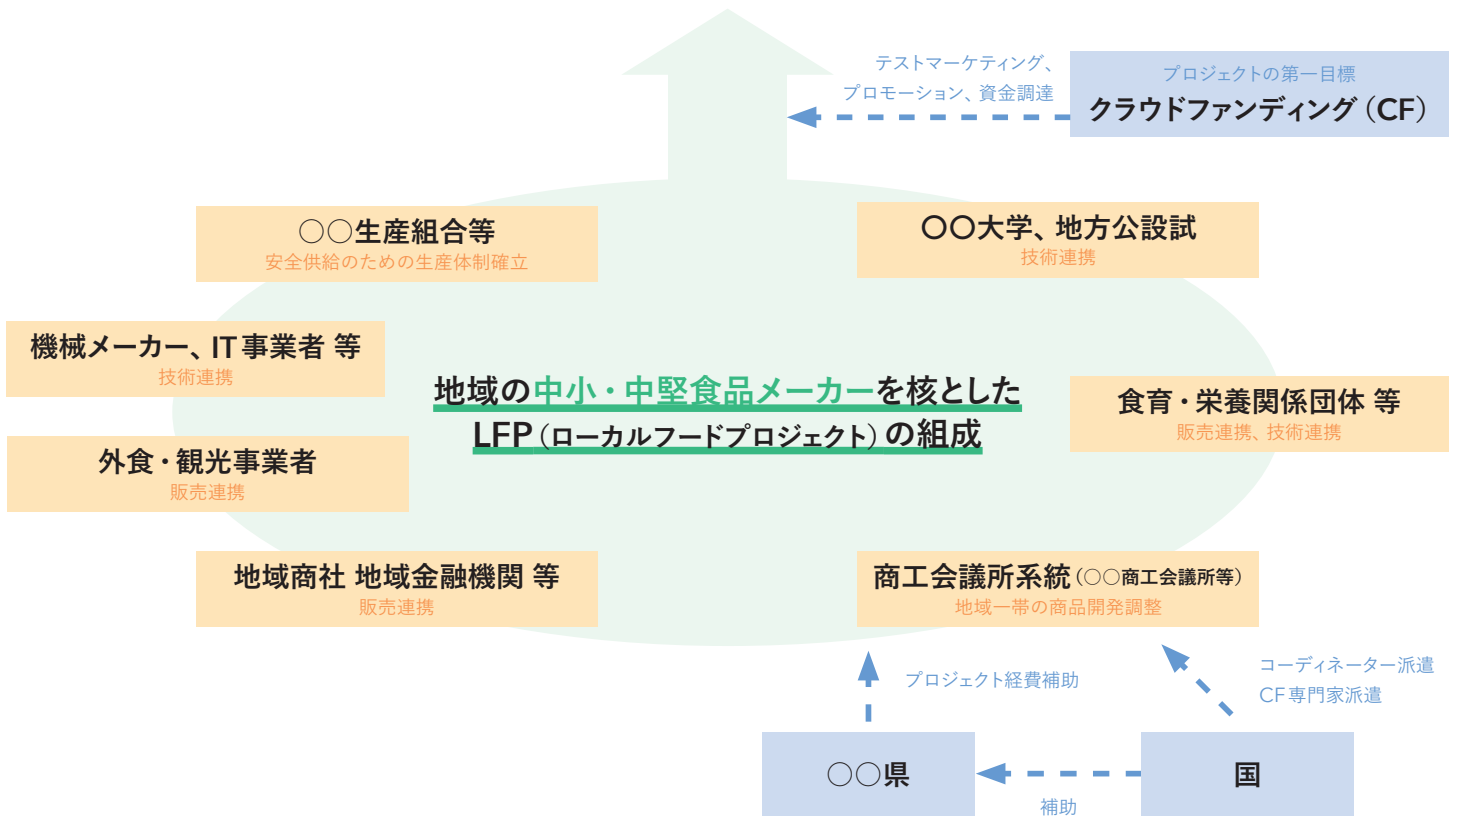 テストマーケティング、
プロモーション、資金調達
プロジェクトの第一目標
クラウドファンディング（CF）
○○生産組合等
安全供給のための生産体制確立
○○大学、地方公設試
技術連携
機械メーカー、IT事業者 等
技術連携
地域の中小・中堅食品メーカーを核とした
LFP（ローカルフードプロジェクト）の組成
食育・栄養関係団体 等
販売連携、技術連携
外食・観光事業者
販売連携
地域商社 地域金融機関 等
販売連携
商工会議所系統（○○商工会議所等）
地域一帯の商品開発調整
プロジェクト経費補助
コーディネーター派遣
CF専門家派遣
○○県
補助
国